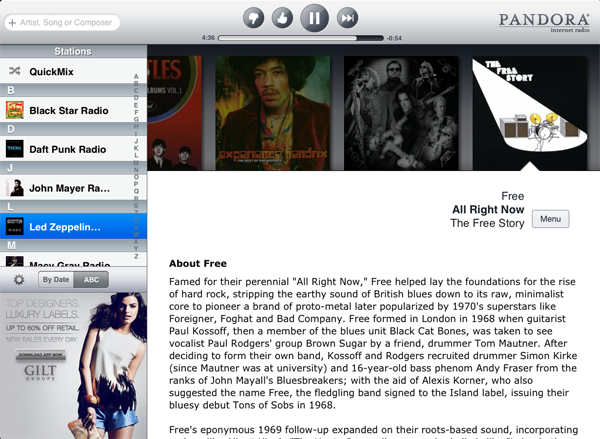 Artist, Song or Composer
4:36
-0:54
PANDORA®
internet radio
Stations
QuickMix
B
Black Star Radio
D
Daft Punk Radio
J
John Mayer Ra...
L
Led Zeppelin...
M
Macy Gray Radio
A
B
C
D
E
F
G
H
I
J
K
L
M
N
O
P
Q
R
S
T
U
V
W
X
Y
Z
By Date
ABC
TOP DESIGNERS.
LUXURY LABELS.
UP TO 60% OFF RETAIL.
NEW SALES EVERY DAY.
DOWNLOAD APP NOW
GILT
GROUPE
LES
ALBUMS VOL.1
experience hendrix
THE FREE STORY
Free
All Right Now
The Free Story
Menu
About Free
Famed for their perennial "All Right Now," Free helped lay the foundations for the rise
of hard rock, stripping the earthy sound of British blues down to its raw, minimalist
core to pioneer a brand of proto-metal later popularized by 1970's superstars like
Foreigner, Foghat and Bad Company. Free formed in London in 1968 when guitarist
Paul Kossoff, then a member of the blues unit Black Cat Bones, was taken to see
vocalist Paul Rodgers' group Brown Sugar by a friend, drummer Tom Mautner. After
deciding to form their own band, Kossoff and Rodgers recruited drummer Simon Kirke
(since Mautner was at university) and 16-year-old bass phenom Andy Fraser from the
ranks of John Mayall's Bluesbreakers; with the aid of Alexis Korner, who also
suggested the name Free, the fledgling band signed to the Island label, issuing their
bluesy debut Tons of Sobs in 1968.
Free's eponymous 1969 follow-up expanded on their roots-based sound, incorporating